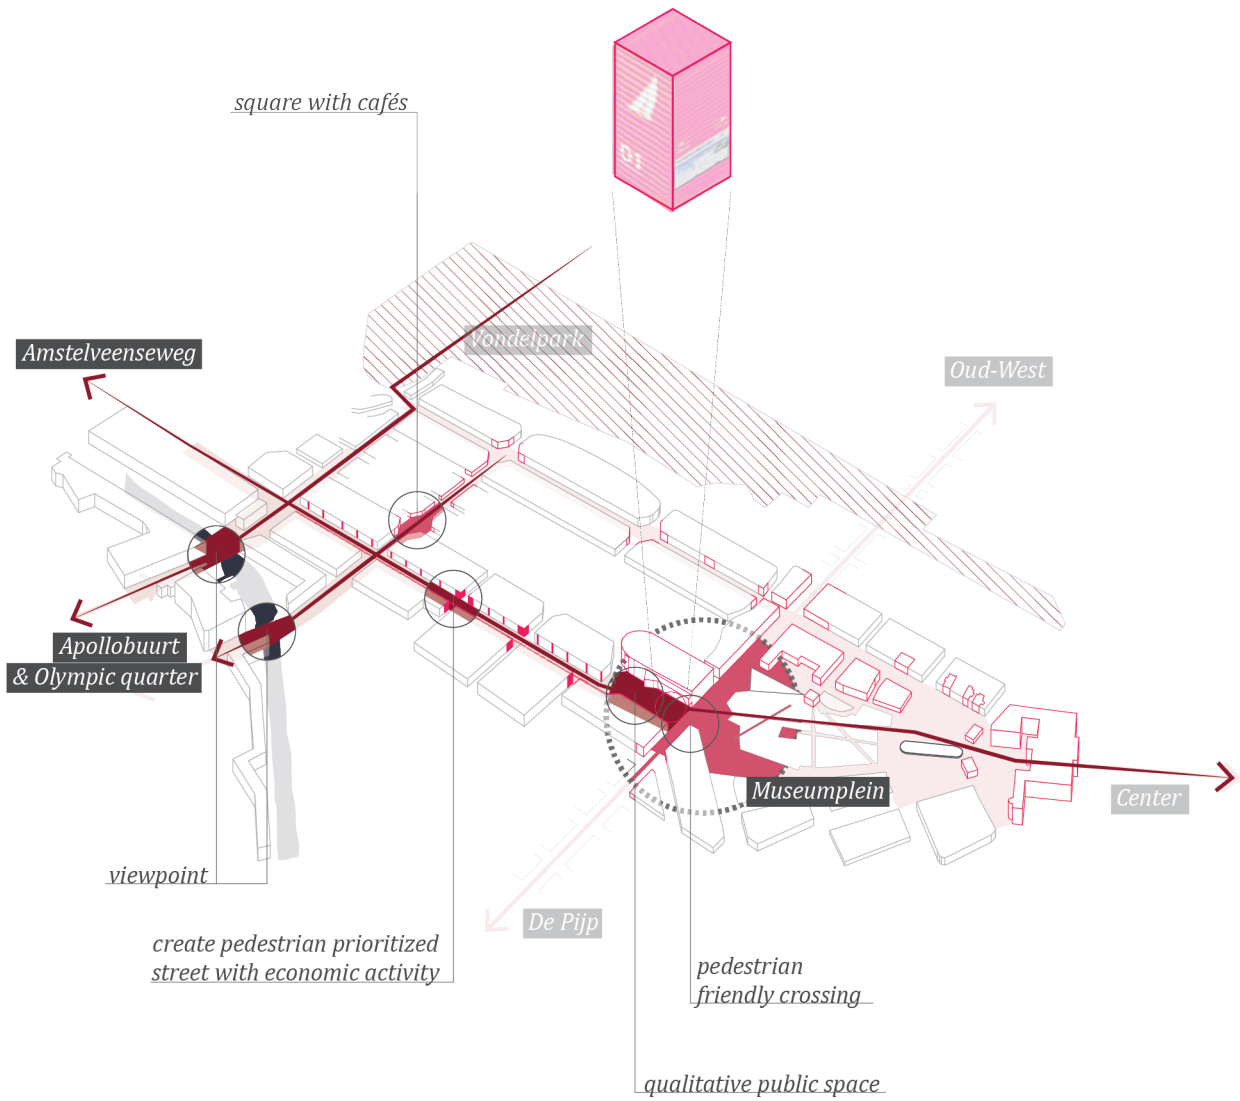 square with cafés
01
Vondelpark
Amstelveenseweg
Oud-West
Apollobuurt
& Olympic quarter
Museumplein
Center
viewpoint
De Pijp
create pedestrian prioritized
street with economic activity
pedestrian
friendly crossing
qualitative public space